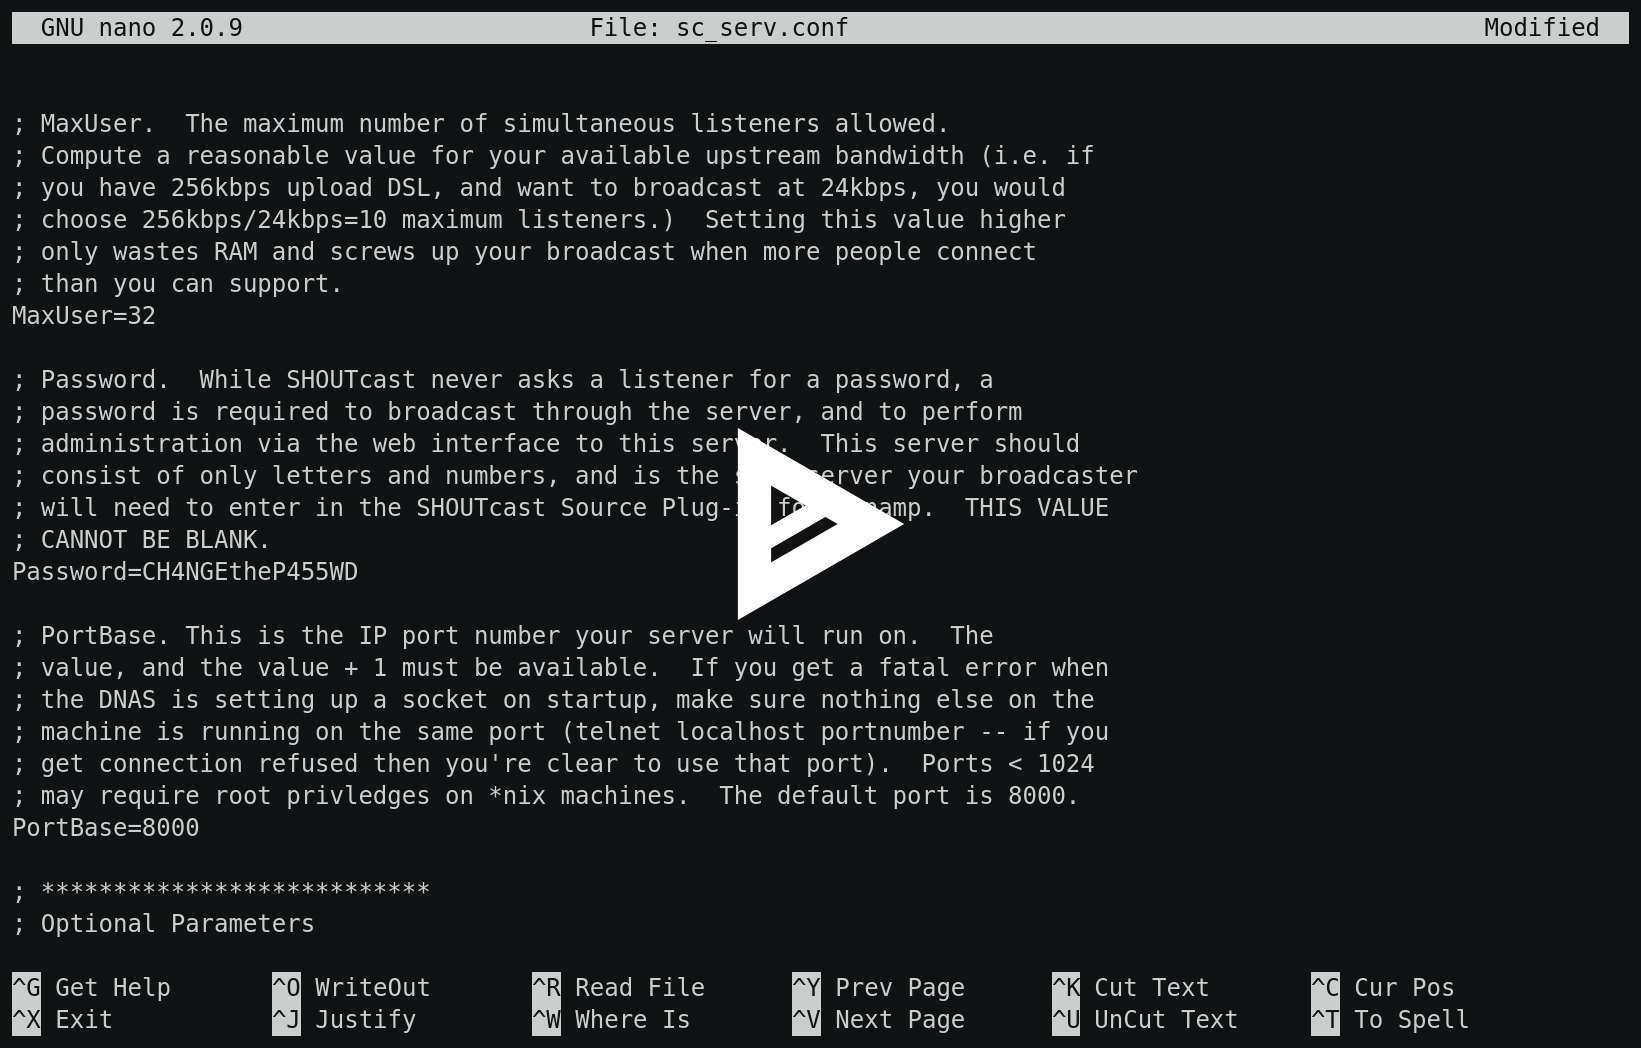 GNU nano 2.0.9 File: sc_serv.conf Modified
; MaxUser.  The maximum number of simultaneous listeners allowed.
; Compute a reasonable value for your available upstream bandwidth (i.e. if
; you have 256kbps upload DSL, and want to broadcast at 24kbps, you would
; choose 256kbps/24kbps=10 maximum listeners.)  Setting this value higher
; only wastes RAM and screws up your broadcast when more people connect
; than you can support.
MaxUser=32
; Password.  While SHOUTcast never asks a listener for a password, a
; password is required to broadcast through the server, and to perform
; administration via the web interface to this server.  This server should
; consist of only letters and numbers, and is the server your broadcaster
; will need to enter in the SHOUTcast Source THIS VALUE
; CANNOT BE BLANK.
Password=CH4NGEtheP455WD
; PortBase. This is the IP port number your server will run on.  The
; value, and the value + 1 must be available.  If you get a fatal error when
; the DNAS is setting up a socket on startup, make sure nothing else on the
; machine is running on the same port (telnet localhost portnumber -- if you
; get connection refused then you're clear to use that port).  Ports < 1024
; may require root privledges on *nix machines.  The default port is 8000.
PortBase=8000
; ***************************
; Optional Parameters
^G Get Help ^O WriteOut ^R Read File ^Y Prev Page ^K Cut Text ^C Cur Pos
^X Exit ^J Justify ^W Where Is ^V Next Page ^U UnCut Text ^T To Spell